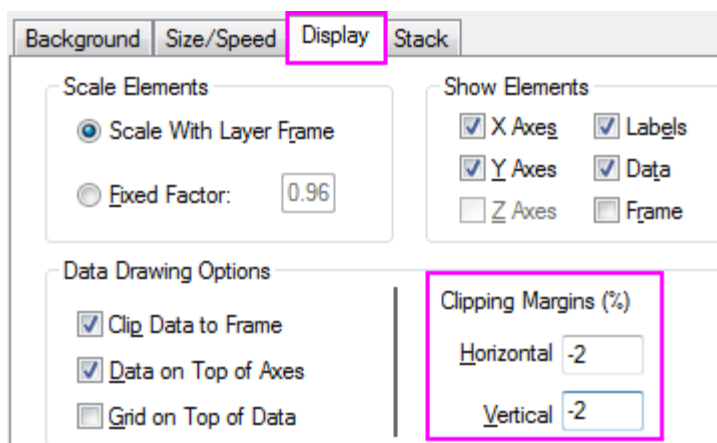 Background Size/Speed Display Stack
Scale Elements
Scale With Layer Frame
Fixed Factor: 0.96
Show Elements
X Axes Labels
Y Axes Data
Z Axes Frame
Data Drawing Options
Clip Data to Frame
Data on Top of Axes
Grid on Top of Data
Clipping Margins (%)
Horizontal -2
Vertical -2